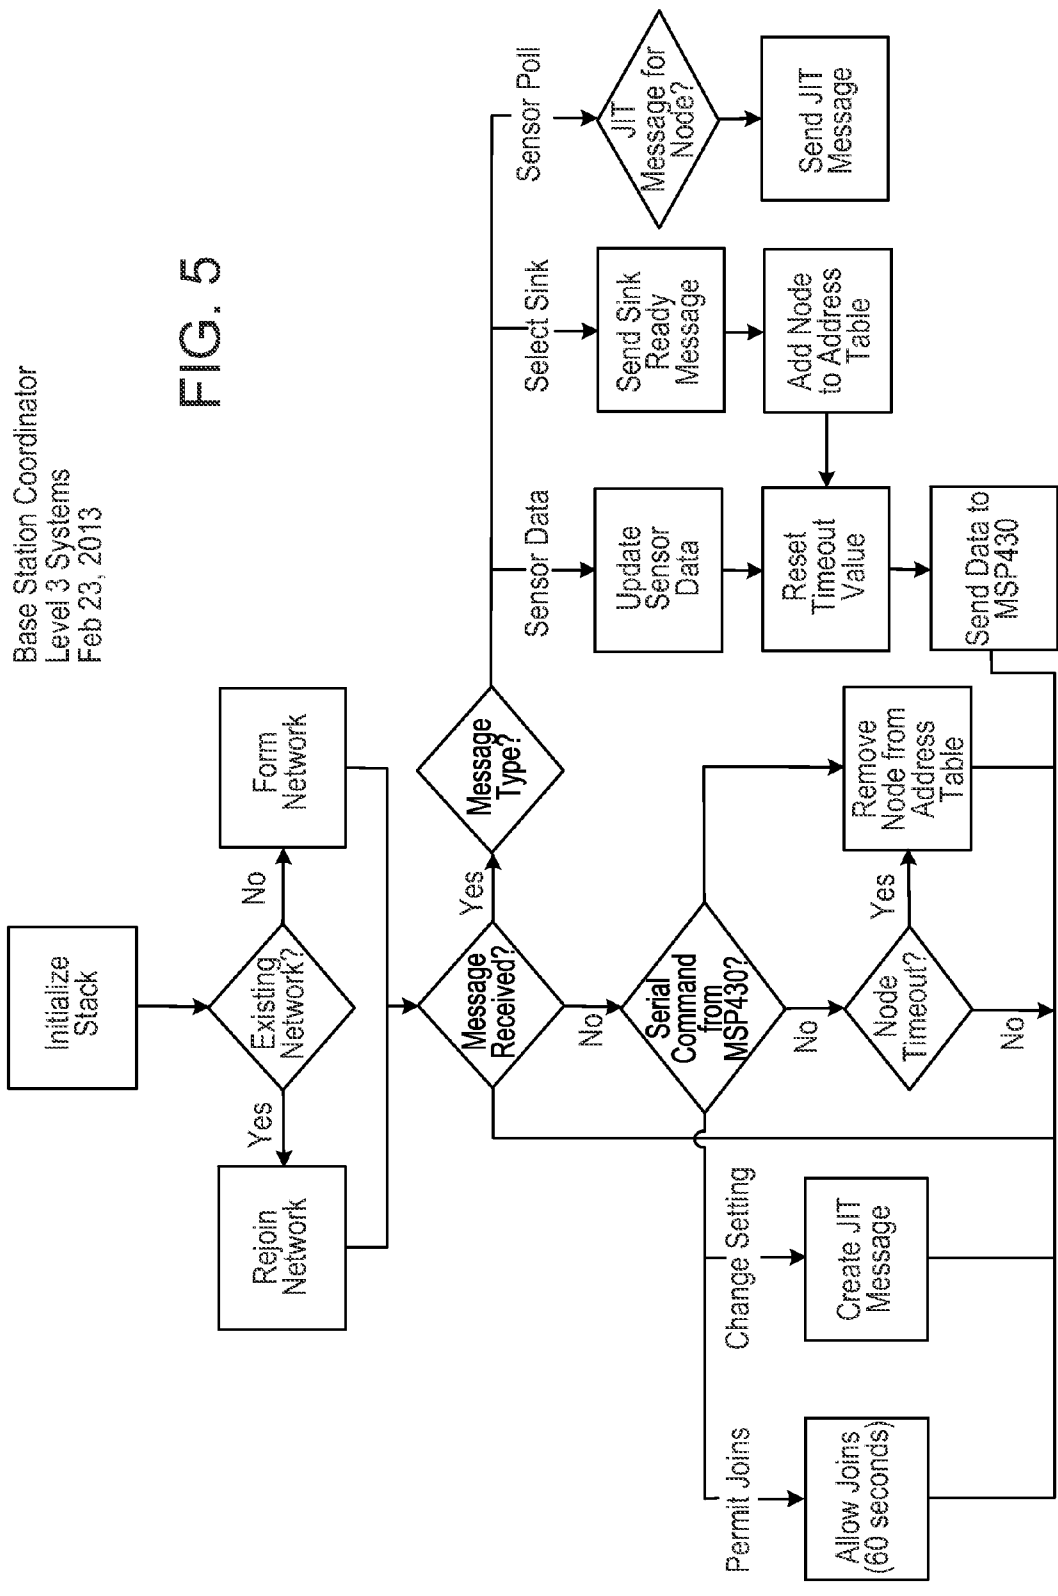 Base Station Coordinator
Level 3 Systems
Feb 23, 2013
FIG. 5
Initialize
Stack
Existing
Network?
Yes
No
Rejoin
Network
Form
Network
Message
Received?
Yes
No
Message
Type?
Sensor Data
Select Sink
Sensor Poll
Update
Sensor
Data
Send Sink
Ready
Message
JIT
Message for
Node?
Reset
Timeout
Value
Add Node
to Address
Table
Send JIT
Message
Send Data to
MSP430
Serial
Command
from
MSP430?
No
Permit Joins
Change Setting
Allow Joins
(60 seconds)
Create JIT
Message
Node
Timeout?
Yes
No
Remove
Node from
Address
Table